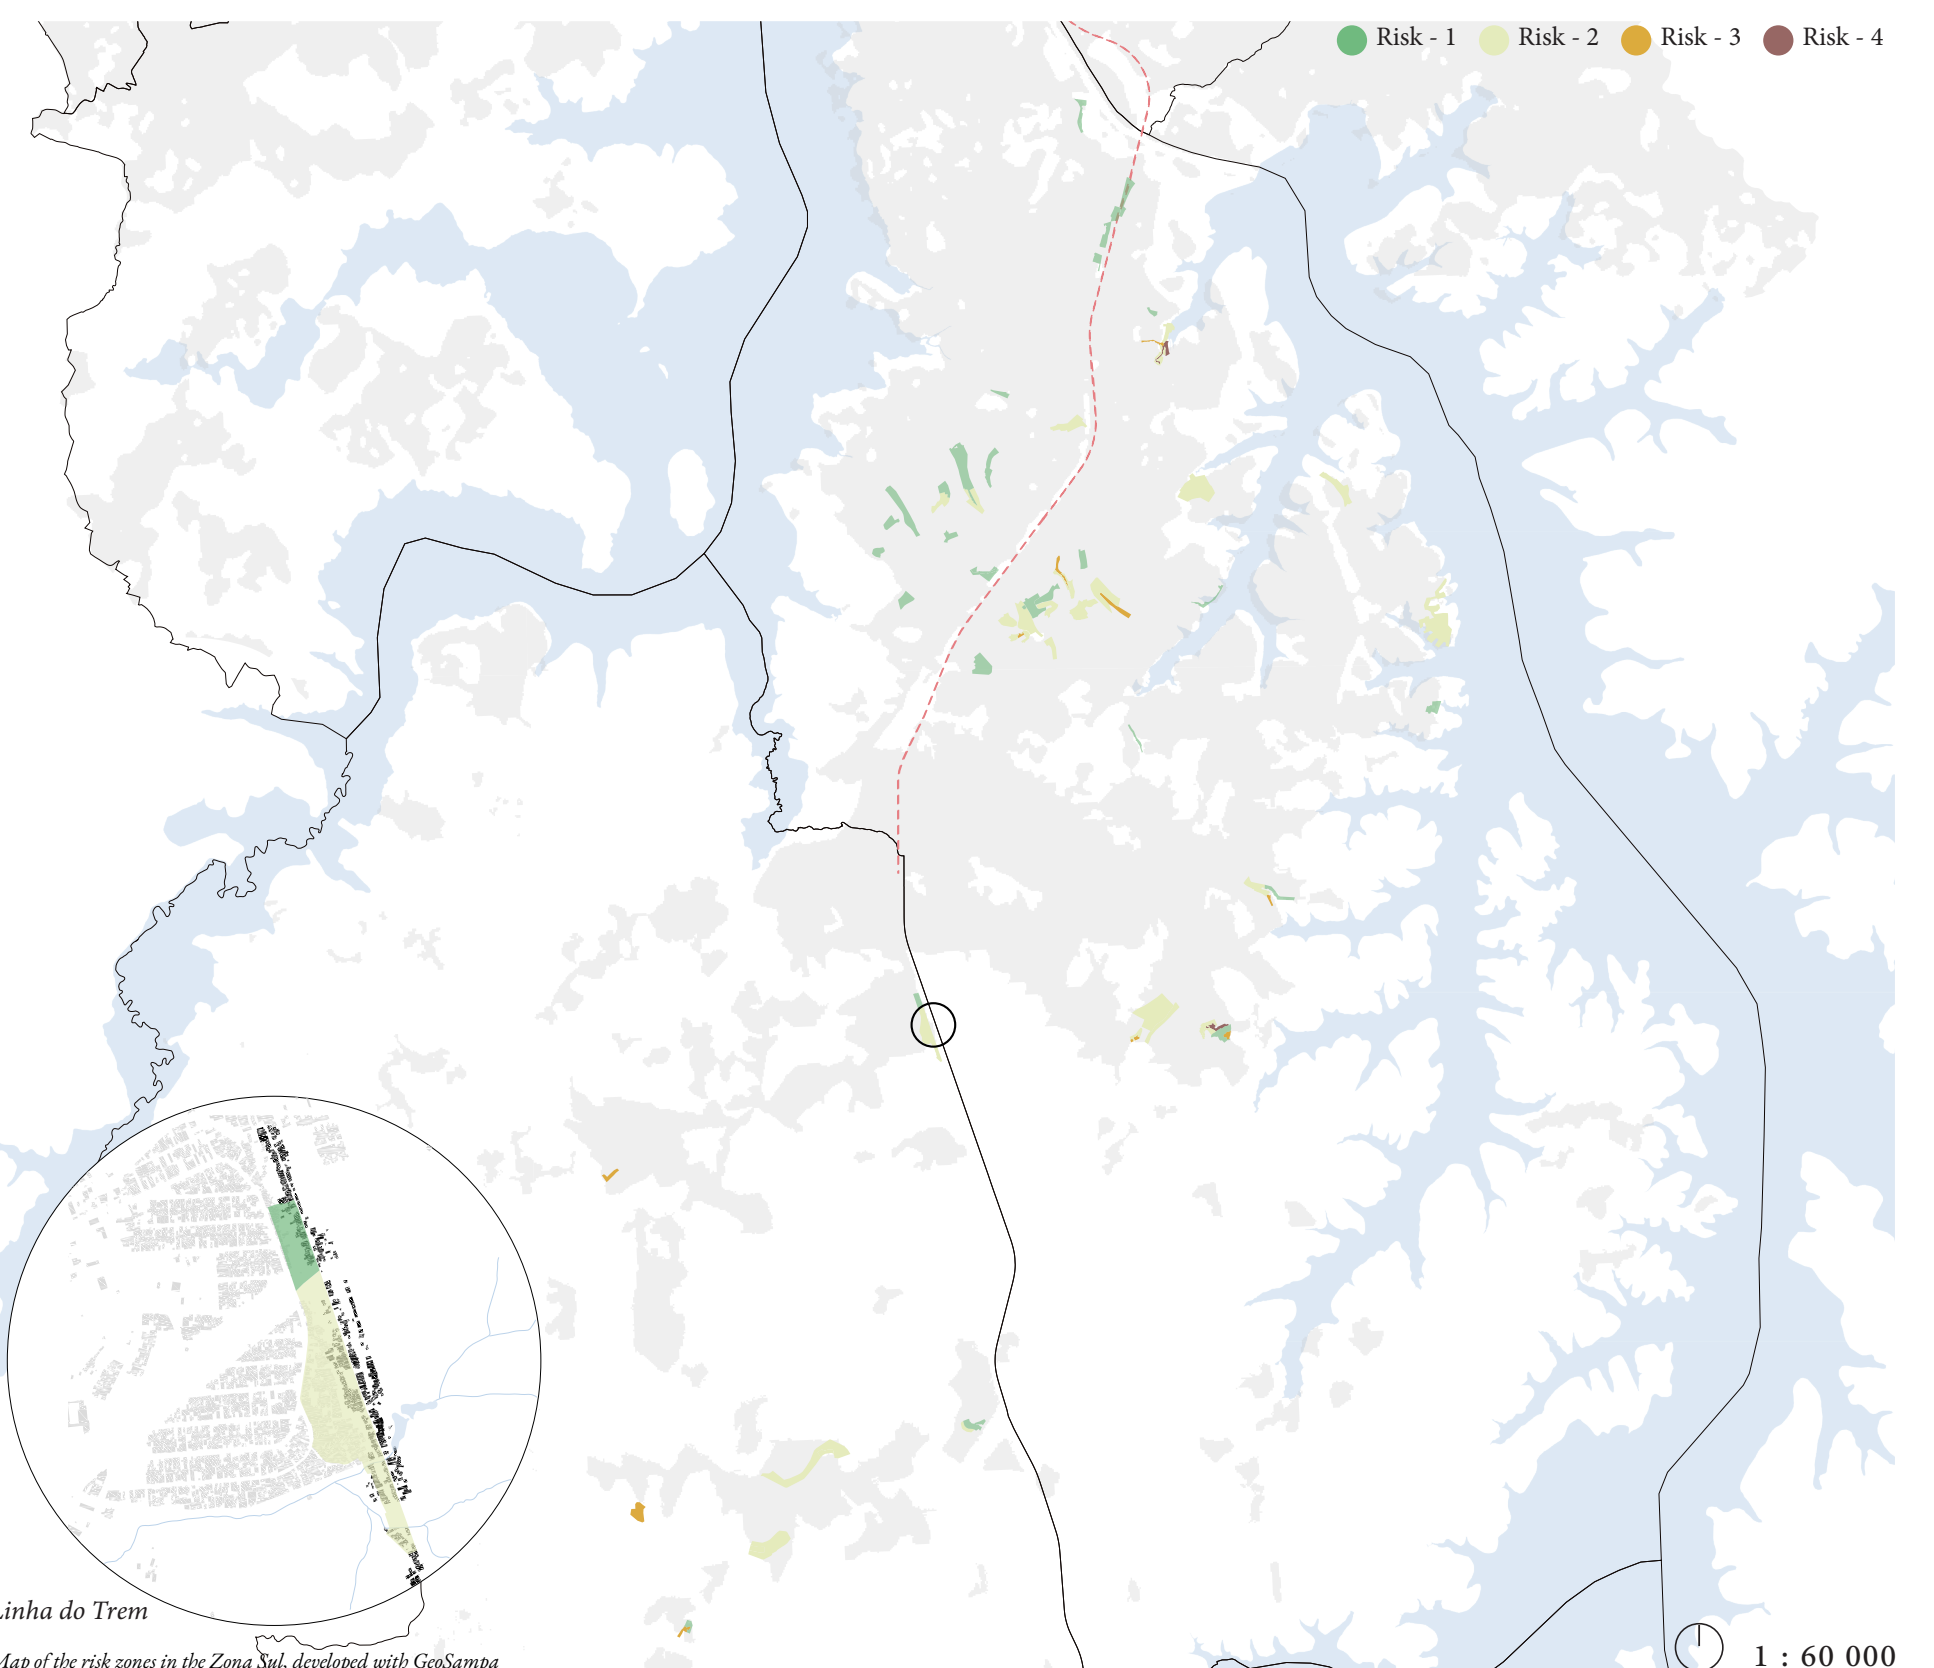 Risk - 1 Risk - 2 Risk - 3 Risk - 4
Linha do Trem
Map of the risk zones in the Zona Sul, developed with GeoSampa
1 : 60 000